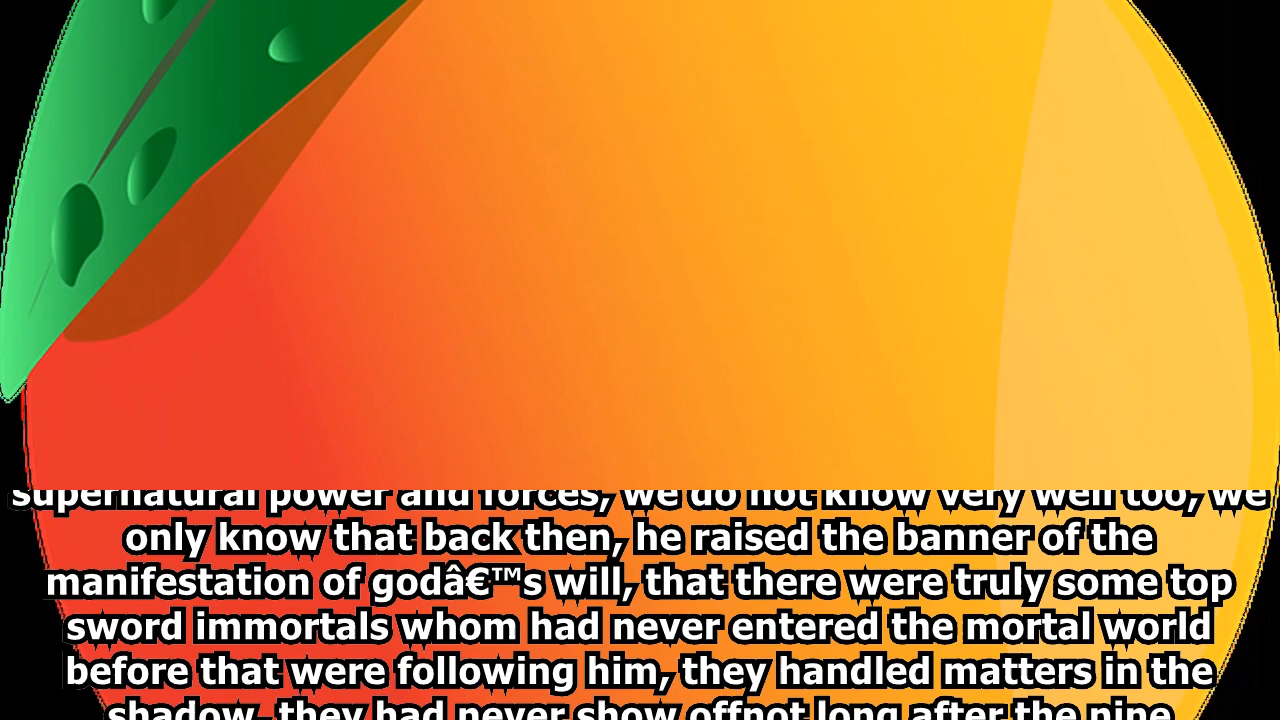 supernatural power and forces, we do not know very well too, we
only know that back then, he raised the banner of the
manifestation of godâ€™s will, that there were truly some top
sword immortals whom had never entered the mortal world
before that were following him, they handled matters in the
shadow, they had never show offnot long after the nine